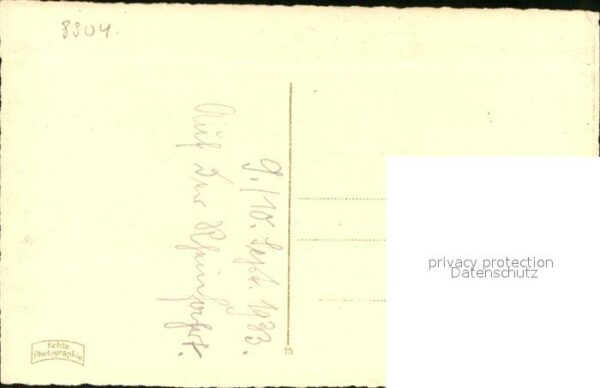 8304.
9./10. Sept. 1933.
Auf der Rheinfahrt.
15
Echte
Photographie
privacy protection
Datenschutz